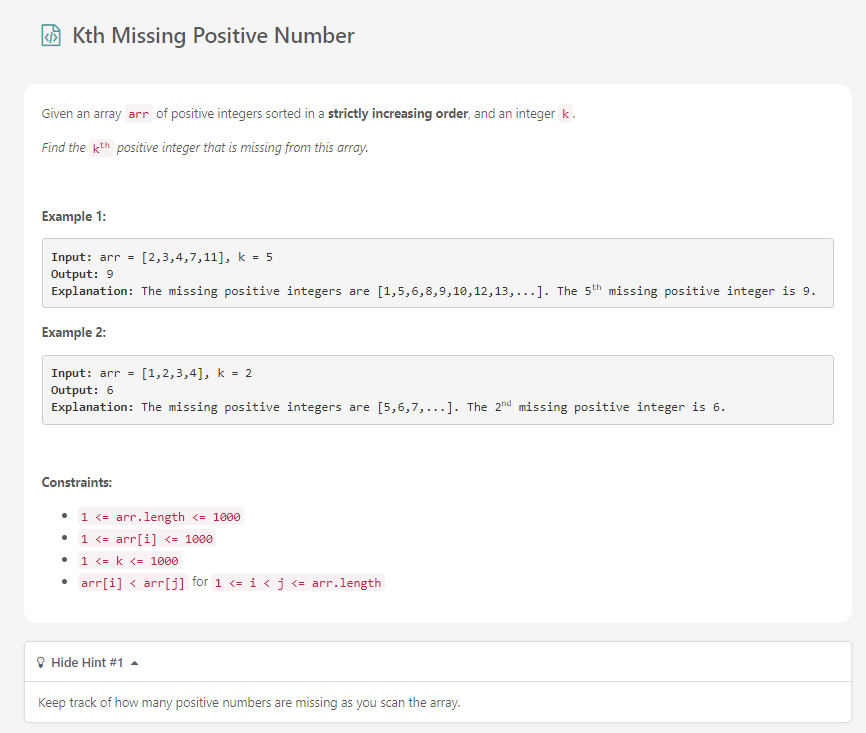 Kth Missing Positive Number
Given an array arr of positive integers sorted in a strictly increasing order, and an integer k.
Find the kth positive integer that is missing from this array.
Example 1:
Input: arr = [2,3,4,7,11], k = 5
Output: 9
Explanation: The missing positive integers are [1,5,6,8,9,10,12,13,...]. The 5th missing positive integer is 9.
Example 2:
Input: arr = [1,2,3,4], k = 2
Output: 6
Explanation: The missing positive integers are [5,6,7,...]. The 2nd missing positive integer is 6.
Constraints:
• 1 <= arr.length <= 1000
• 1 <= arr[i] <= 1000
• 1 <= k <= 1000
• arr[i] < arr[j] for 1 <= i < j <= arr.length
Hide Hint #1
Keep track of how many positive numbers are missing as you scan the array.